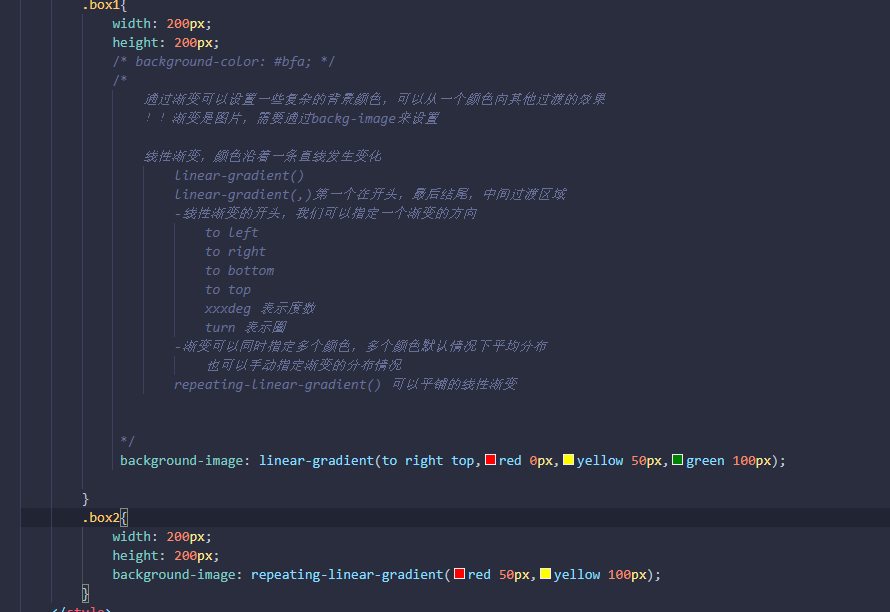 .box1{
width: 200px;
height: 200px;
/* background-color: #bfa; */
/*
通过渐变可以设置一些复杂的背景颜色，可以从一个颜色向其他过渡的效果
！！渐变是图片，需要通过backg-image来设置
线性渐变，颜色沿着一条直线发生变化
linear-gradient()
linear-gradient(,)第一个在开头，最后结尾，中间过渡区域
-线性渐变的开头，我们可以指定一个渐变的方向
to left
to right
to bottom
to top
xxxdeg 表示度数
turn 表示圈
-渐变可以同时指定多个颜色，多个颜色默认情况下平均分布
也可以手动指定渐变的分布情况
repeating-linear-gradient() 可以平铺的线性渐变
*/
background-image: linear-gradient(to right top,red 0px,yellow 50px,green 100px);
}
.box2{
width: 200px;
height: 200px;
background-image: repeating-linear-gradient(red 50px,yellow 100px);
}
</style>